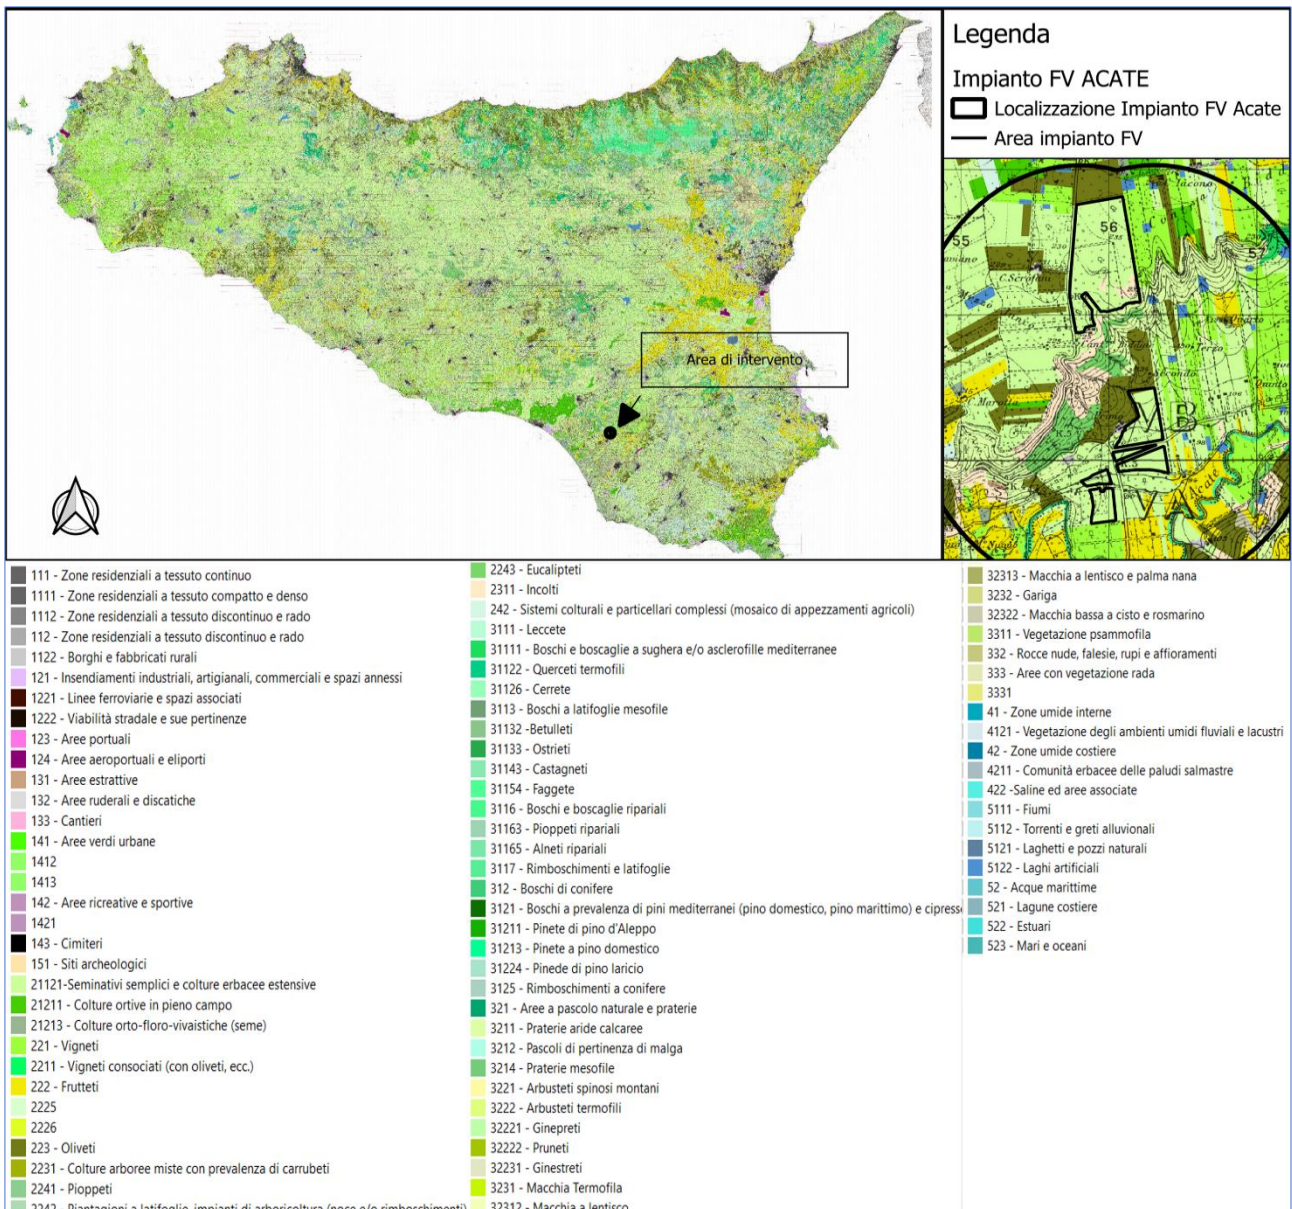 Legenda
Impianto FV ACATE
Localizzazione Impianto FV Acate
Area impianto FV
Area di intervento
56
55
57
B
Iacono
Terzo
Secondo
Quinto
Acate
111 - Zone residenziali a tessuto continuo
1111 - Zone residenziali a tessuto compatto e denso
1112 - Zone residenziali a tessuto discontinuo e rado
112 - Zone residenziali a tessuto discontinuo e rado
1122 - Borghi e fabbricati rurali
121 - Insendiamenti industriali, artigianali, commerciali e spazi annessi
1221 - Linee ferroviarie e spazi associati
1222 - Viabilità stradale e sue pertinenze
123 - Aree portuali
124 - Aree aeroportuali e eliporti
131 - Aree estrattive
132 - Aree ruderali e discatiche
133 - Cantieri
141 - Aree verdi urbane
1412
1413
142 - Aree ricreative e sportive
1421
143 - Cimiteri
151 - Siti archeologici
21121-Seminativi semplici e colture erbacee estensive
21211 - Colture ortive in pieno campo
21213 - Colture orto-floro-vivaistiche (seme)
221 - Vigneti
2211 - Vigneti consociati (con oliveti, ecc.)
222 - Frutteti
2225
2226
223 - Oliveti
2231 - Colture arboree miste con prevalenza di carrubeti
2241 - Pioppeti
2242 - Piantagioni a latifoglie, impianti di arboricoltura (noce e/o rimboschimenti)
2243 - Eucalipteti
2311 - Incolti
242 - Sistemi colturali e particellari complessi (mosaico di appezzamenti agricoli)
3111 - Leccete
31111 - Boschi e boscaglie a sughera e/o asclerofille mediterranee
31122 - Querceti termofili
31126 - Cerrete
3113 - Boschi a latifoglie mesofile
31132 -Betulleti
31133 - Ostrieti
31143 - Castagneti
31154 - Faggete
3116 - Boschi e boscaglie ripariali
31163 - Pioppeti ripariali
31165 - Alneti ripariali
3117 - Rimboschimenti e latifoglie
312 - Boschi di conifere
3121 - Boschi a prevalenza di pini mediterranei (pino domestico, pino marittimo) e cipress
31211 - Pinete di pino d'Aleppo
31213 - Pinete a pino domestico
31224 - Pinede di pino laricio
3125 - Rimboschimenti a conifere
321 - Aree a pascolo naturale e praterie
3211 - Praterie aride calcaree
3212 - Pascoli di pertinenza di malga
3214 - Praterie mesofile
3221 - Arbusteti spinosi montani
3222 - Arbusteti termofili
32221 - Ginepreti
32222 - Pruneti
32231 - Ginestreti
3231 - Macchia Termofila
32312 - Macchia a lentisco
32313 - Macchia a lentisco e palma nana
3232 - Gariga
32322 - Macchia bassa a cisto e rosmarino
3311 - Vegetazione psammofila
332 - Rocce nude, falesie, rupi e affioramenti
333 - Aree con vegetazione rada
3331
41 - Zone umide interne
4121 - Vegetazione degli ambienti umidi fluviali e lacustri
42 - Zone umide costiere
4211 - Comunità erbacee delle paludi salmastre
422 -Saline ed aree associate
5111 - Fiumi
5112 - Torrenti e greti alluvionali
5121 - Laghetti e pozzi naturali
5122 - Laghi artificiali
52 - Acque marittime
521 - Lagune costiere
522 - Estuari
523 - Mari e oceani